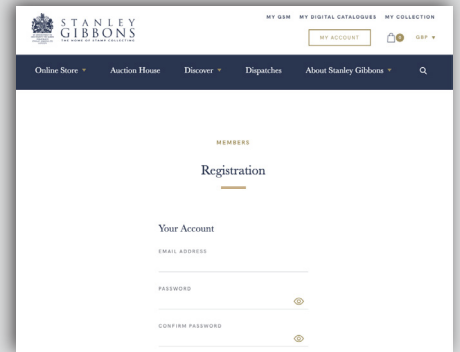 MY GSM MY DIGITAL CATALOGUES MY COLLECTION
STANLEY
GIBBONS
THE HOME OF STAMP COLLECTING
MY ACCOUNT 0 GBP
Online Store Auction House Discover Dispatches About Stanley Gibbons
MEMBERS
Registration
Your Account
EMAIL ADDRESS
PASSWORD
CONFIRM PASSWORD